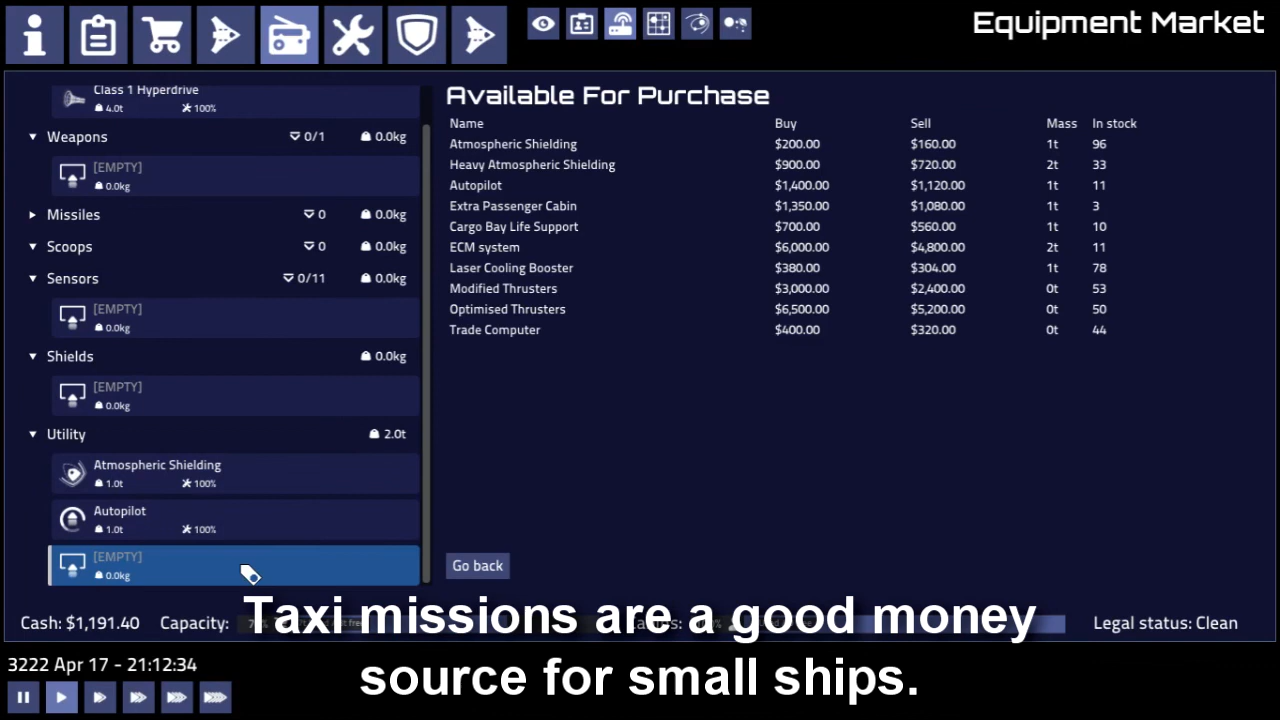 Equipment Market
Class 1 Hyperdrive
4.0t 100%
Weapons 0/1 0.0kg
[EMPTY]
0.0kg
Missiles 0 0.0kg
Scoops 0 0.0kg
Sensors 0/11 0.0kg
[EMPTY]
0.0kg
Shields 0.0kg
[EMPTY]
0.0kg
Utility 2.0t
Atmospheric Shielding
1.0t 100%
Autopilot
1.0t 100%
[EMPTY]
0.0kg
Available For Purchase
Name Buy Sell Mass In stock
Atmospheric Shielding $200.00 $160.00 1t 96
Heavy Atmospheric Shielding $900.00 $720.00 2t 33
Autopilot $1,400.00 $1,120.00 1t 11
Extra Passenger Cabin $1,350.00 $1,080.00 1t 3
Cargo Bay Life Support $700.00 $560.00 1t 10
ECM system $6,000.00 $4,800.00 2t 11
Laser Cooling Booster $380.00 $304.00 1t 78
Modified Thrusters $3,000.00 $2,400.00 0t 53
Optimised Thrusters $6,500.00 $5,200.00 0t 50
Trade Computer $400.00 $320.00 0t 44
Go back
Cash: $1,191.40 Capacity: Legal status: Clean
Taxi missions are a good money
source for small ships.
3222 Apr 17 - 21:12:34